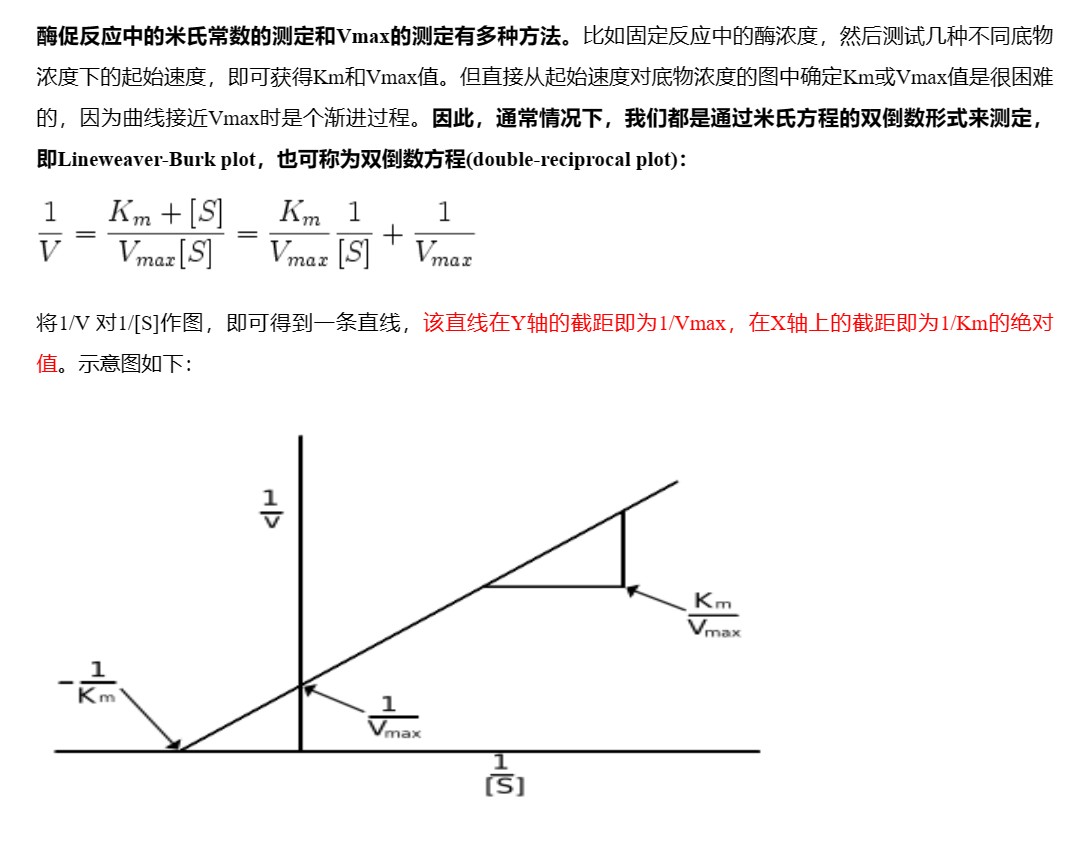 酶促反应中的米氏常数的测定和Vmax的测定有多种方法。比如固定反应中的酶浓度，然后测试几种不同底物
浓度下的起始速度，即可获得Km和Vmax值。但直接从起始速度对底物浓度的图中确定Km或Vmax值是很困难
的，因为曲线接近Vmax时是个渐进过程。因此，通常情况下，我们都是通过米氏方程的双倒数形式来测定，
即Lineweaver-Burk plot，也可称为双倒数方程(double-reciprocal plot)：
1/V = (Km + [S])/(Vmax[S]) = (Km/Vmax) (1/[S]) + 1/Vmax
将1/V 对1/[S]作图，即可得到一条直线，该直线在Y轴的截距即为1/Vmax，在X轴上的截距即为1/Km的绝对
值。示意图如下：
1/V
Km/Vmax
-1/Km
1/Vmax
1/[S]